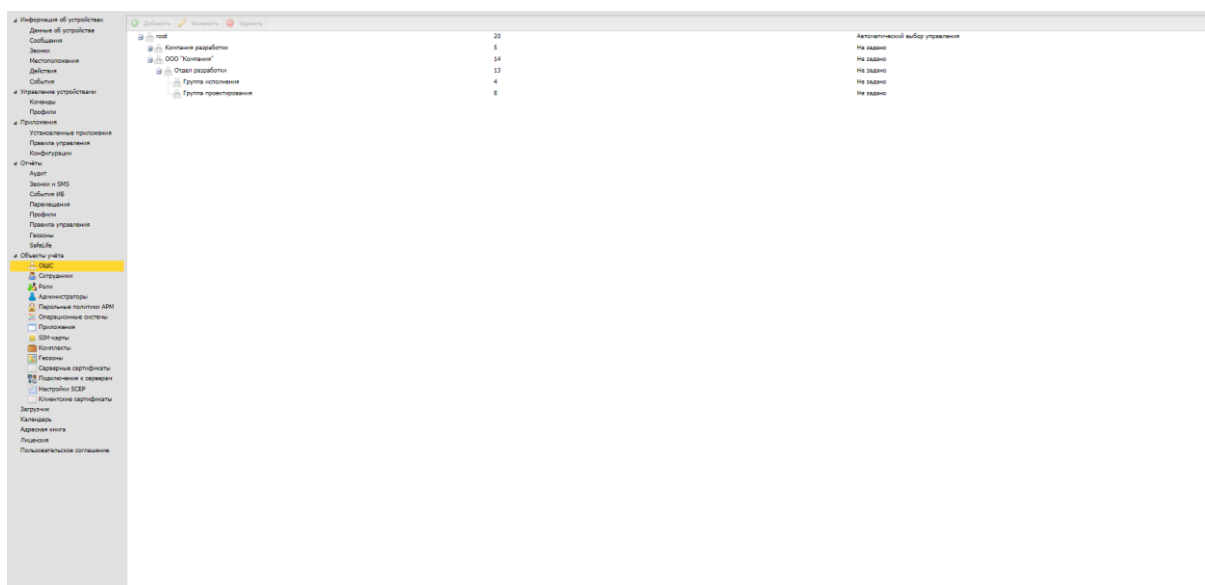 Информация об устройствах
Данные об устройстве
Сообщения
Звонки
Местоположения
Действия
События
Управление устройствами
Команды
Профили
Приложения
Установленные приложения
Правила управления
Конфигурации
Отчёты
Аудит
Звонки и SMS
События ИБ
Перемещения
Профили
Правила управления
Геозоны
SafeLife
Объекты учёта
ОШС
Сотрудники
Роли
Администраторы
Парольные политики АРМ
Операционные системы
Приложения
SIM-карты
Комплекты
Геозоны
Серверные сертификаты
Подключения к серверам
Настройки SCEP
Клиентские сертификаты
Загрузчик
Календарь
Адресная книга
Лицензия
Пользовательское соглашение
Добавить Изменить Удалить
root 20 Автоматический выбор управления
Компания разработки 5 Не задано
ООО "Компания" 14 Не задано
Отдел разработки 13 Не задано
Группа исполнения 4 Не задано
Группа проектирования 8 Не задано